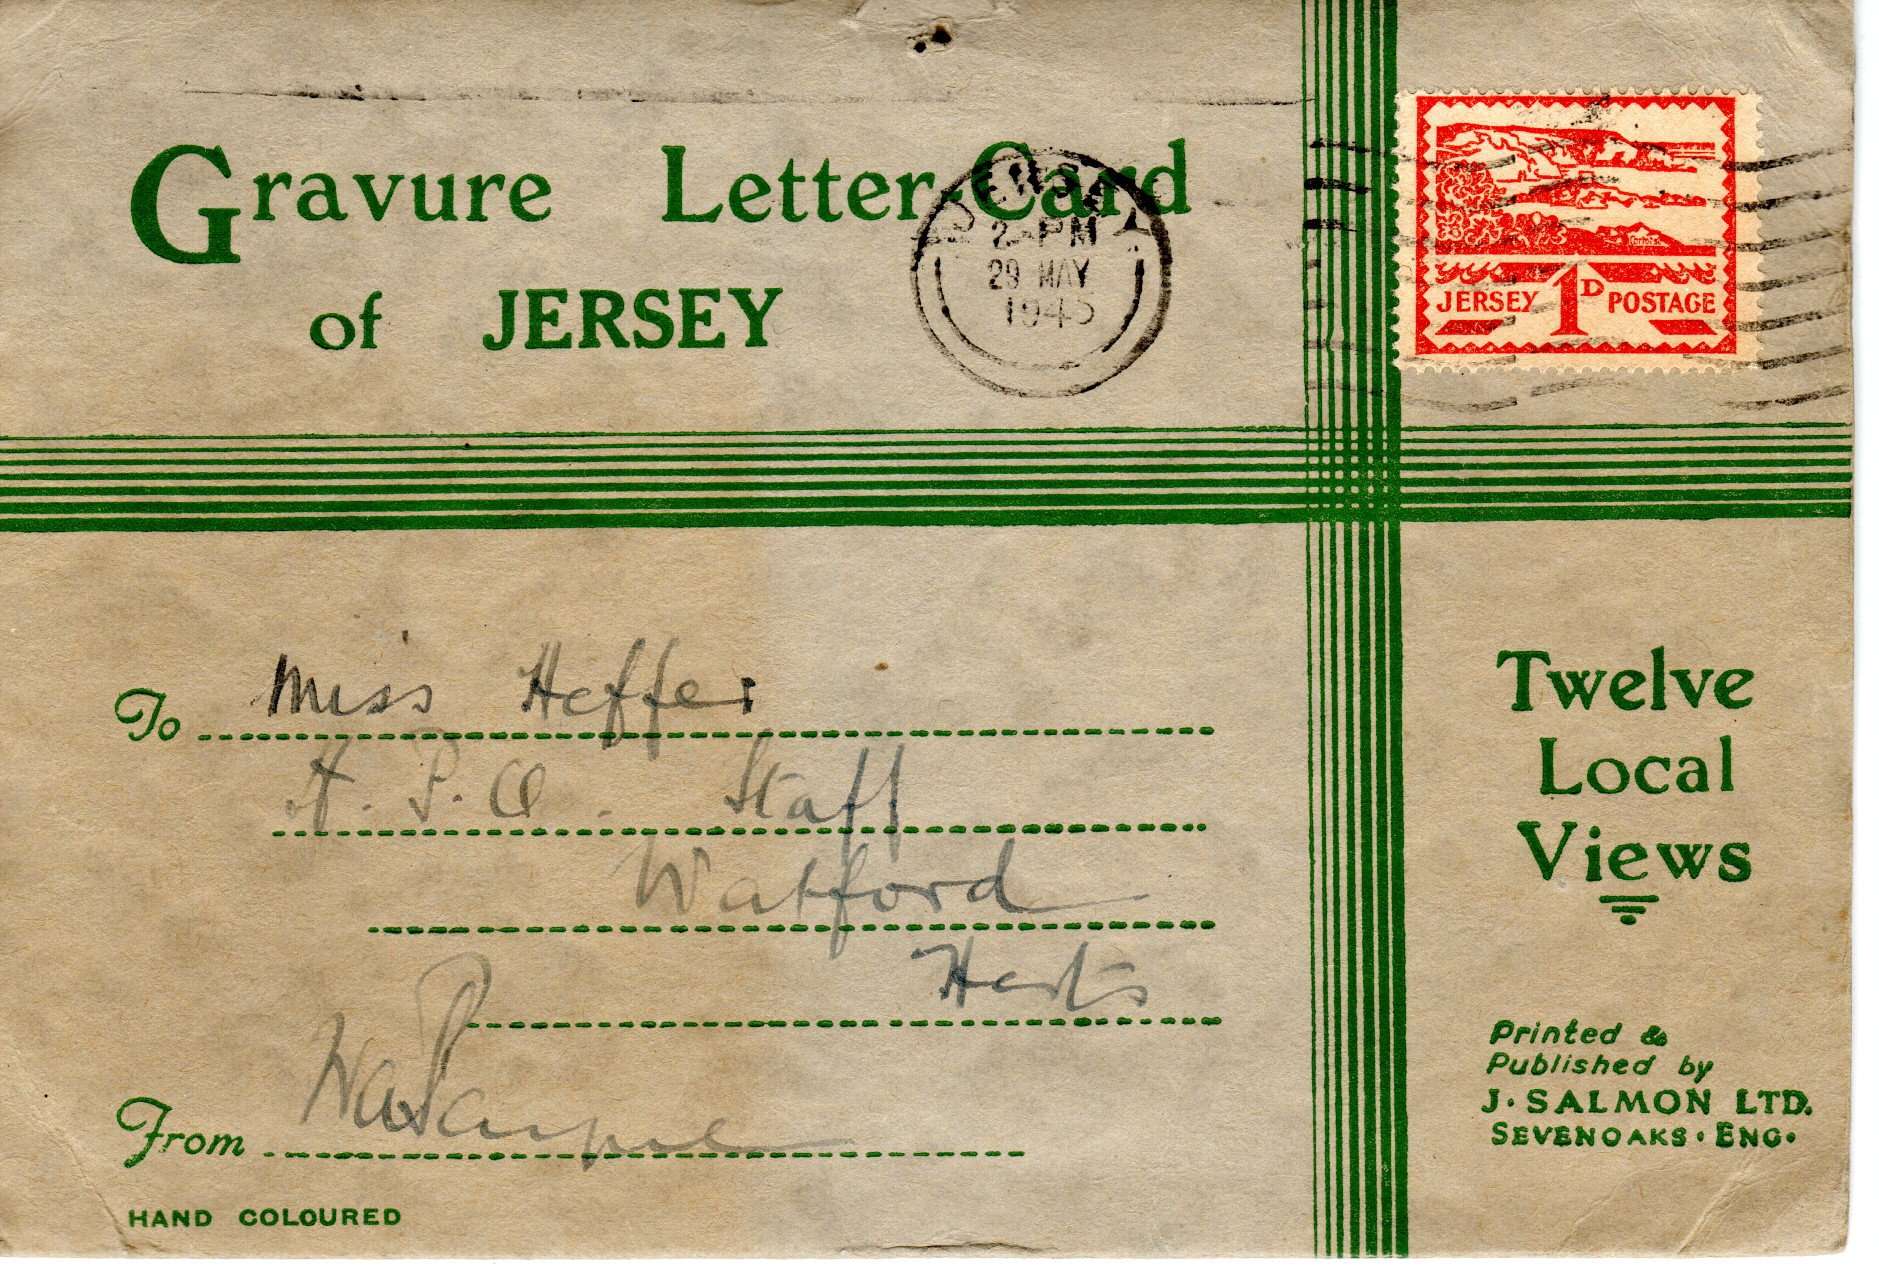 Gravure Letter-Card
of JERSEY
JERSEY
2- PM
29 MAY
1945
JERSEY 1D POSTAGE
To Miss Heffer
H.P.O. Staff
Watford
Herts
From
HAND COLOURED
Twelve
Local
Views
Printed &
Published by
J. SALMON LTD.
SEVENOAKS. ENG.